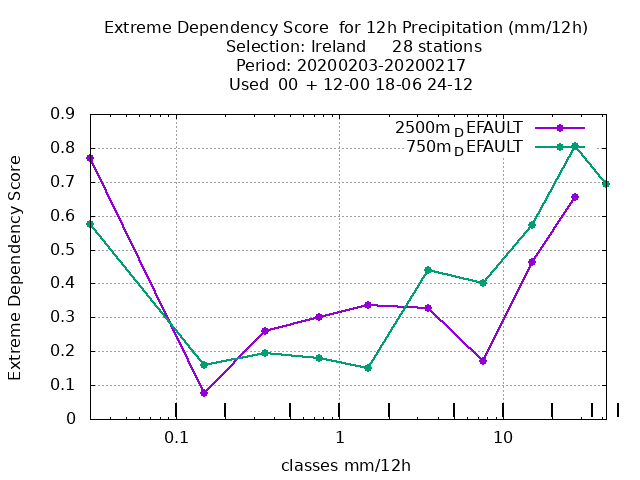 Extreme Dependency Score  for 12h Precipitation (mm/12h)
Selection: Ireland     28 stations
Period: 20200203-20200217
Used  00  + 12-00 18-06 24-12
2500m_DEFAULT
750m_DEFAULT
0.9
0.8
0.7
0.6
0.5
0.4
0.3
0.2
0.1
0
Extreme Dependency Score
0.1 1 10
classes mm/12h